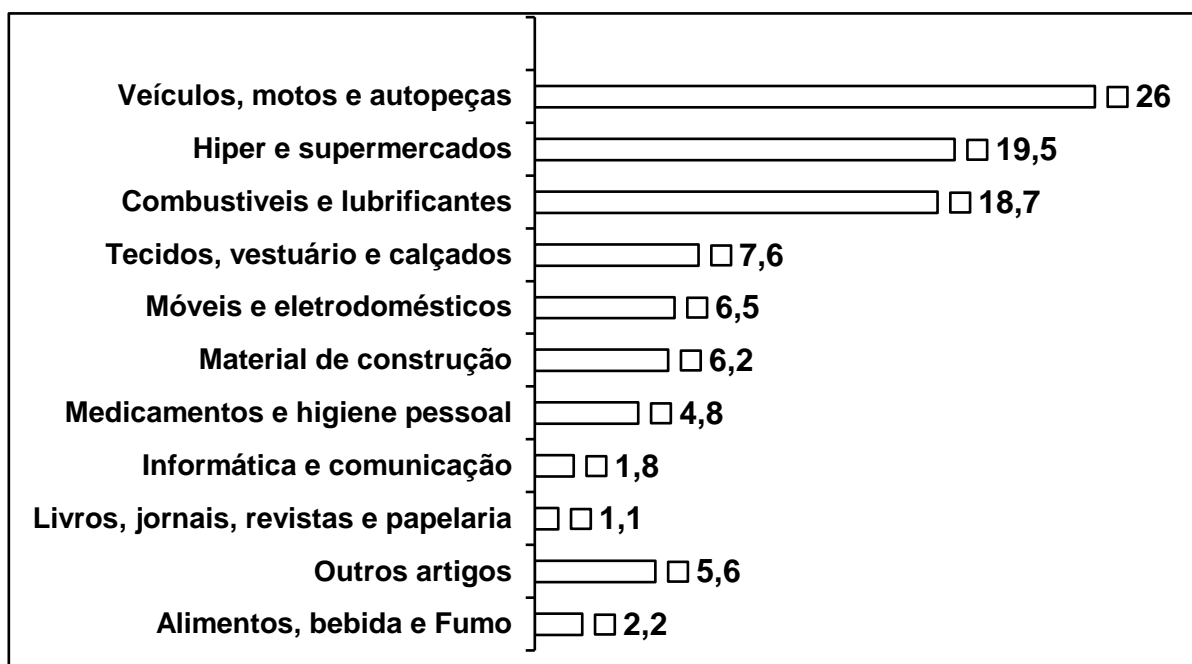 Veículos, motos e autopeças 26
Hiper e supermercados 19,5
Combustiveis e lubrificantes 18,7
Tecidos, vestuário e calçados 7,6
Móveis e eletrodomésticos 6,5
Material de construção 6,2
Medicamentos e higiene pessoal 4,8
Informática e comunicação 1,8
Livros, jornais, revistas e papelaria 1,1
Outros artigos 5,6
Alimentos, bebida e Fumo 2,2